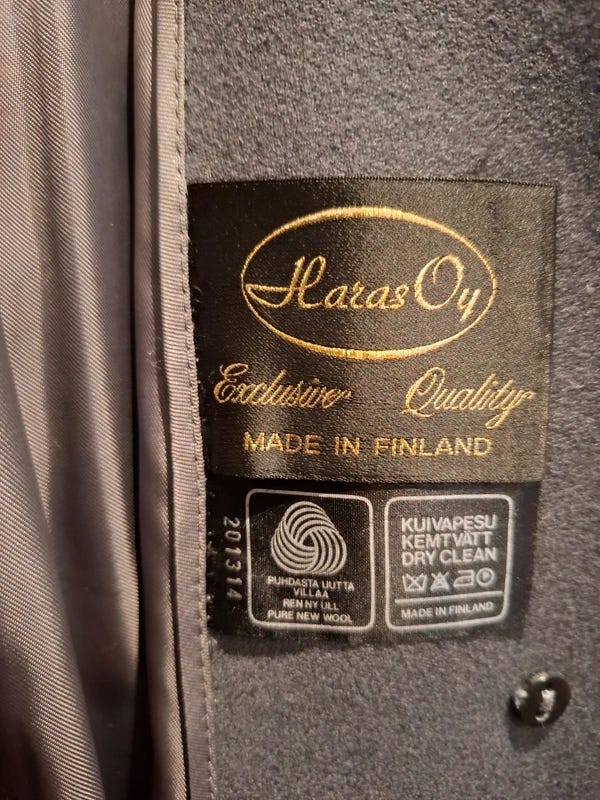 Haras Oy
Exclusive Quality
MADE IN FINLAND
201314
PUHDASTA UUTTA
VILLAA
REN NY ULL
PURE NEW WOOL
KUIVAPESU
KEMTVÄTT
DRY CLEAN
P
MADE IN FINLAND